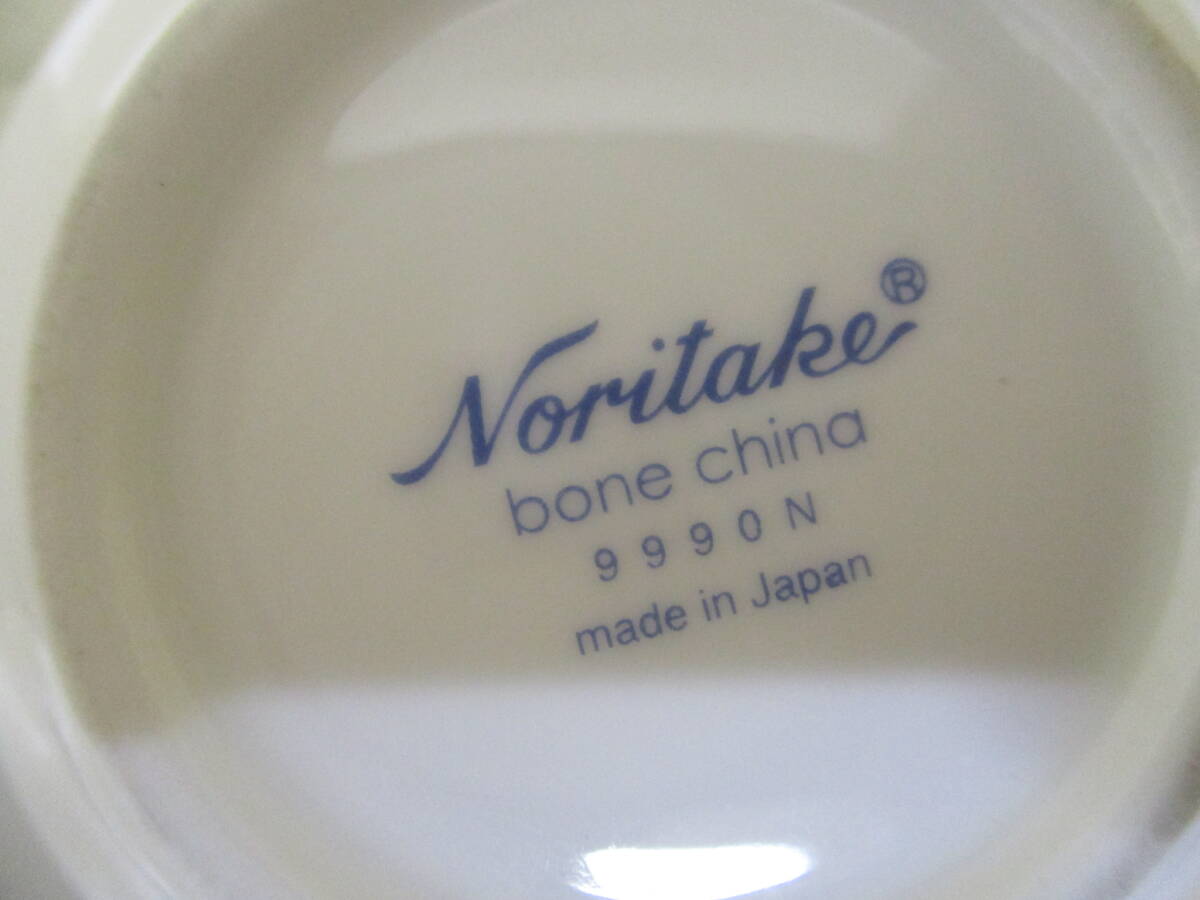 Noritake®
bone china
9990N
made in Japan